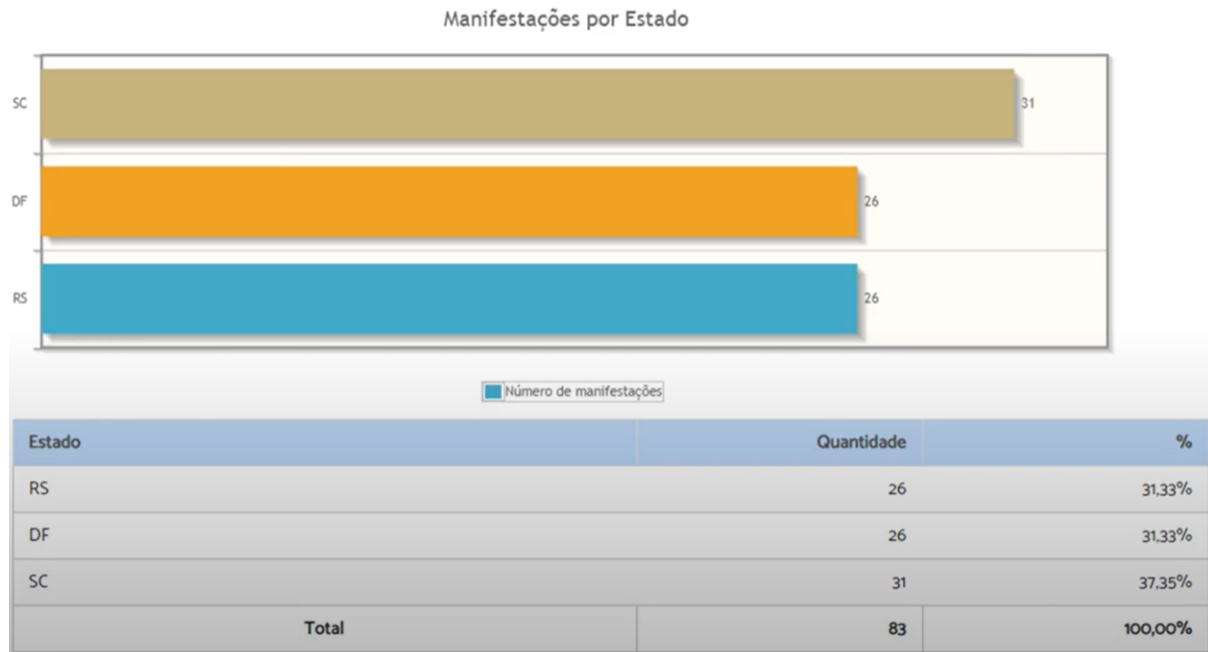 Manifestações por Estado
SC
31
DF
26
RS
26
Número de manifestações
Estado Quantidade %
RS 26 31,33%
DF 26 31,33%
SC 31 37,35%
Total 83 100,00%